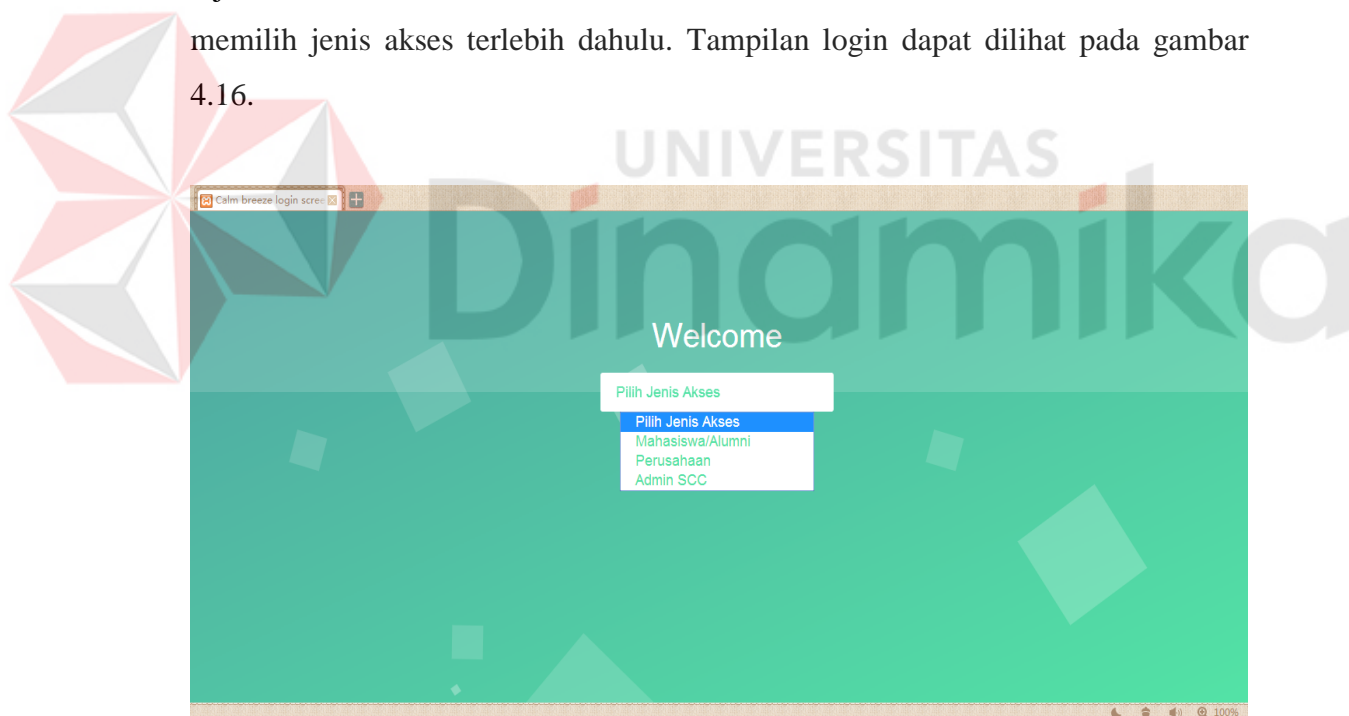 memilih jenis akses terlebih dahulu. Tampilan login dapat dilihat pada gambar
4.16.
UNIVERSITAS
Dinamika
Calm breeze login scree
Welcome
Pilih Jenis Akses
Pilih Jenis Akses
Mahasiswa/Alumni
Perusahaan
Admin SCC
100%